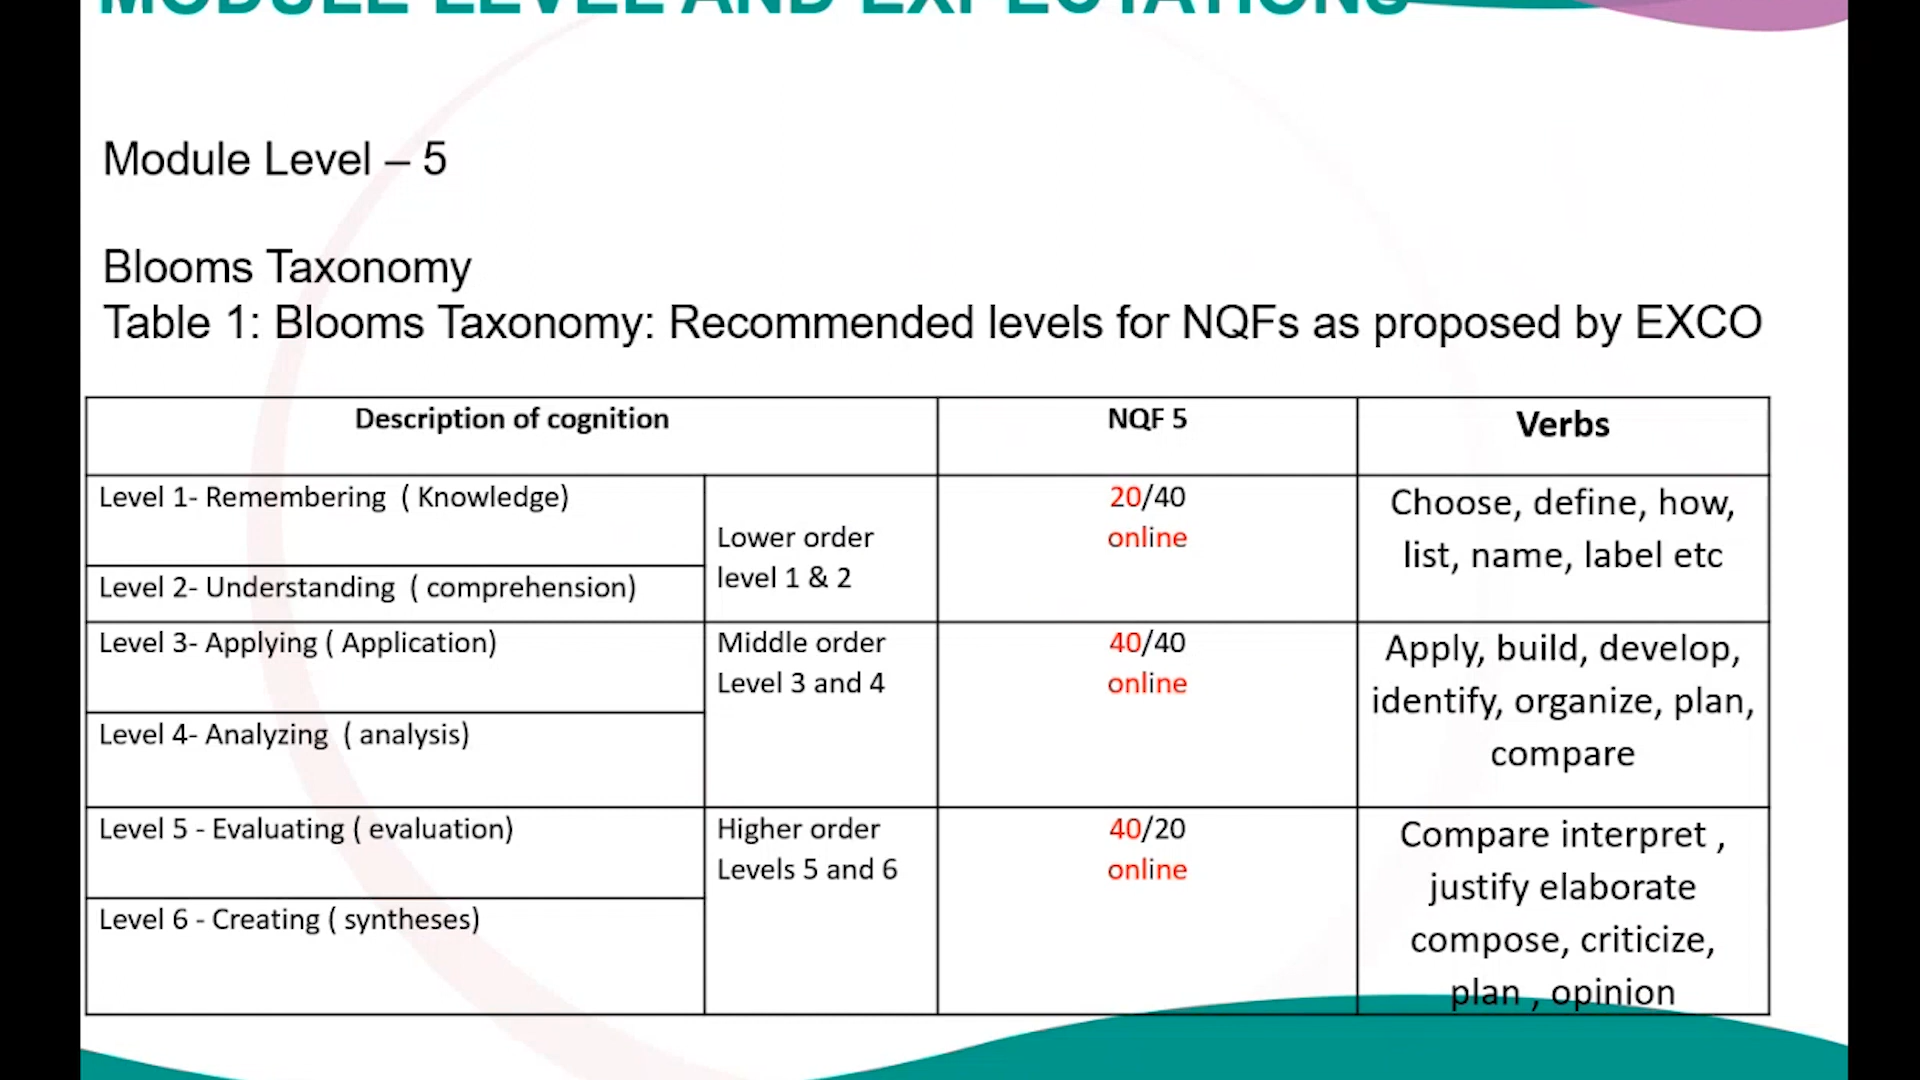 MODULE LEVEL AND EXPECTATIONS
Module Level – 5
Blooms Taxonomy
Table 1: Blooms Taxonomy: Recommended levels for NQFs as proposed by EXCO
Description of cognition
NQF 5
Verbs
Level 1- Remembering ( Knowledge)
Level 2- Understanding ( comprehension)
Lower order
level 1 & 2
20/40
online
Choose, define, how,
list, name, label etc
Level 3- Applying ( Application)
Level 4- Analyzing ( analysis)
Middle order
Level 3 and 4
40/40
online
Apply, build, develop,
identify, organize, plan,
compare
Level 5 - Evaluating ( evaluation)
Level 6 - Creating ( syntheses)
Higher order
Levels 5 and 6
40/20
online
Compare interpret ,
justify elaborate
compose, criticize,
plan , opinion